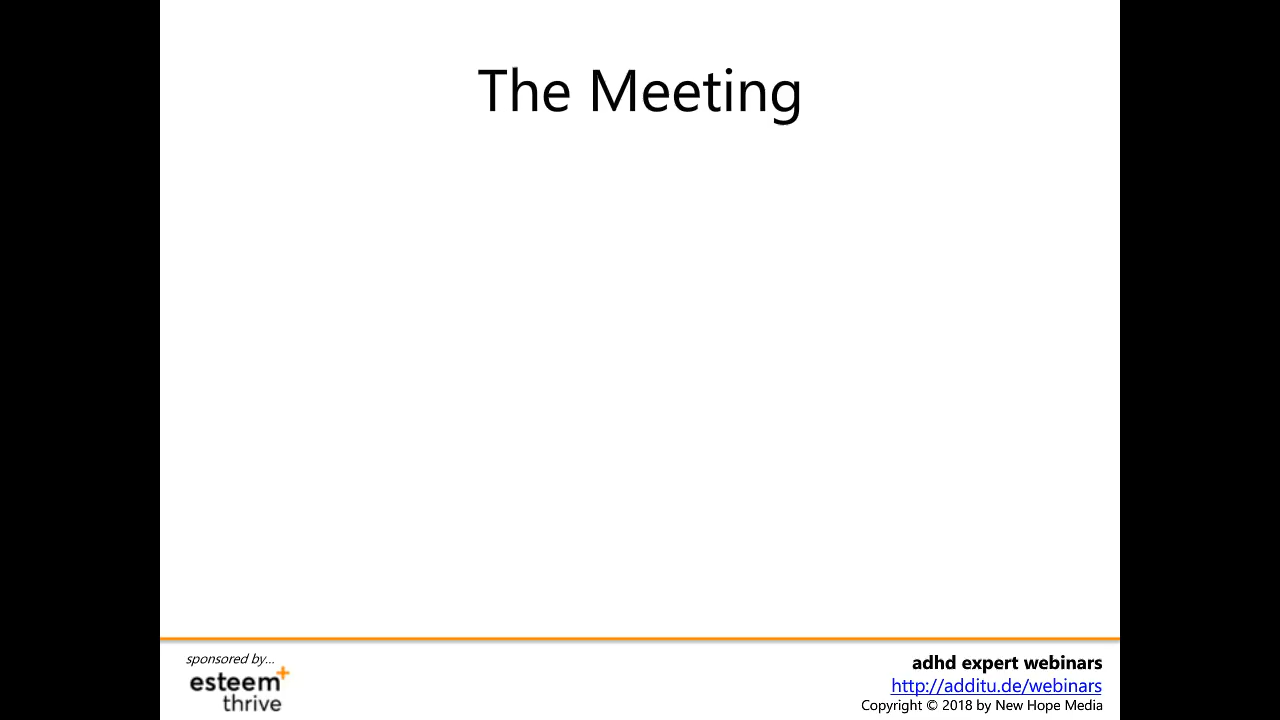 The Meeting
sponsored by...
esteem+
thrive
adhd expert webinars
http://additu.de/webinars
Copyright © 2018 by New Hope Media